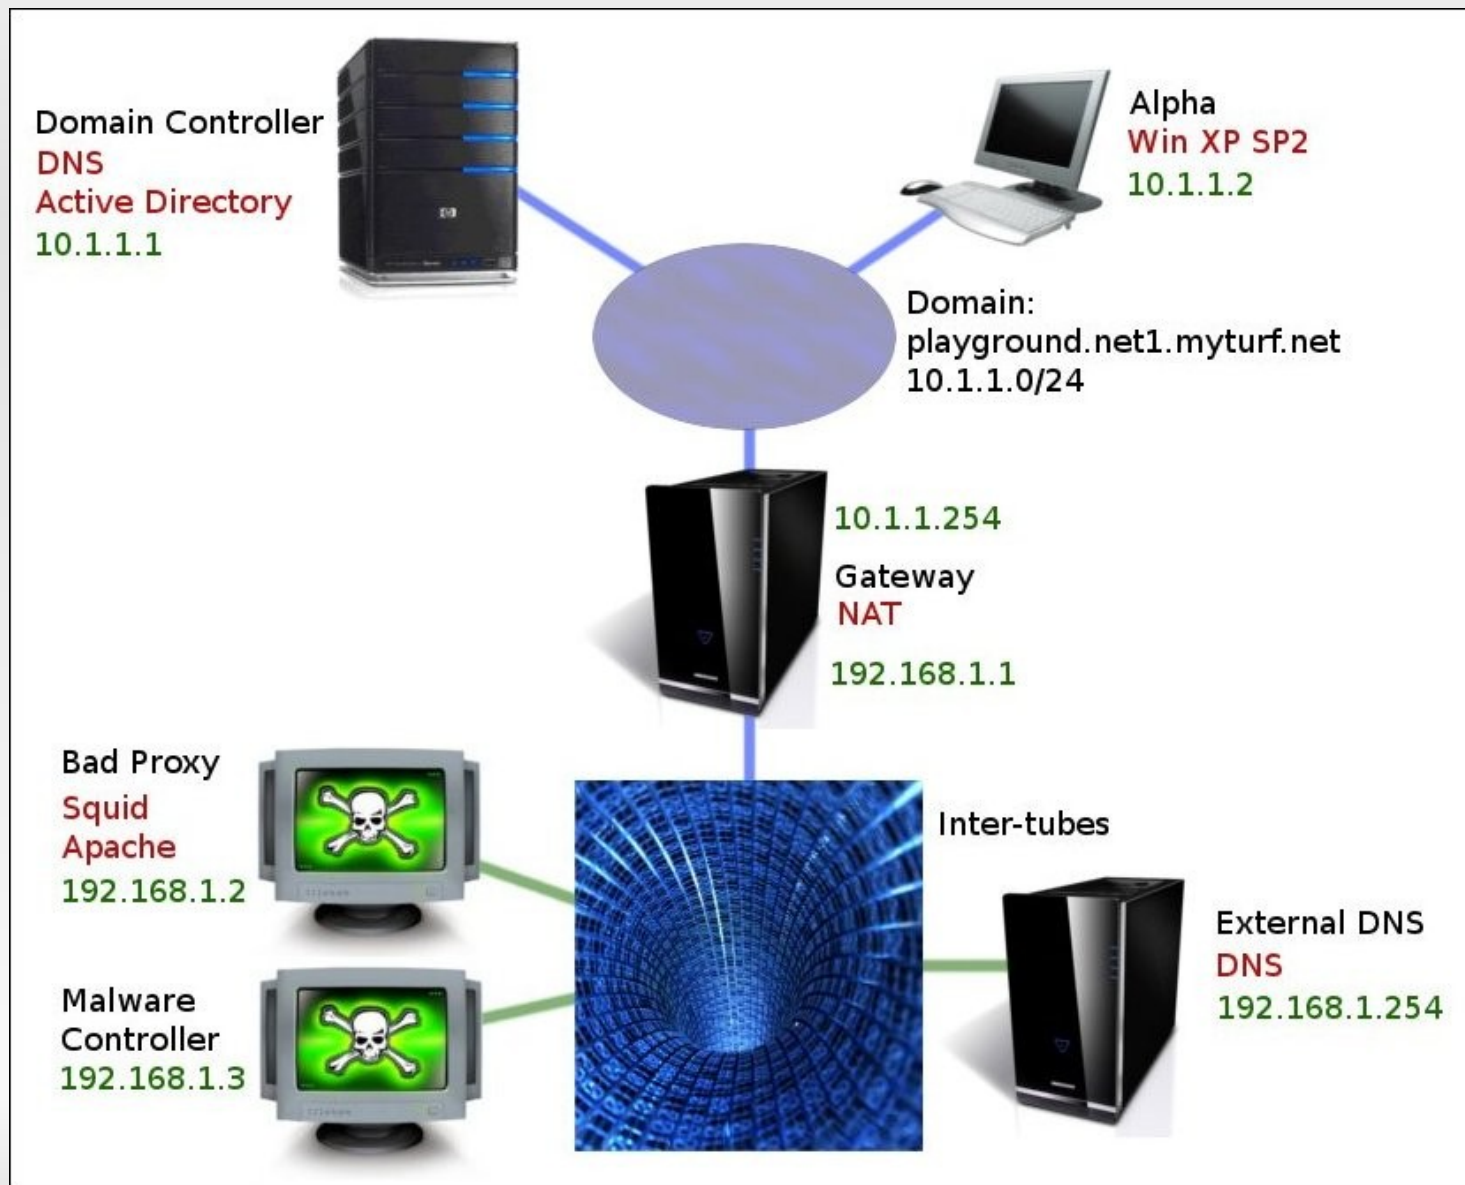 Domain Controller
DNS
Active Directory
10.1.1.1
Alpha
Win XP SP2
10.1.1.2
Domain:
playground.net1.myturf.net
10.1.1.0/24
10.1.1.254
Gateway
NAT
192.168.1.1
Bad Proxy
Squid
Apache
192.168.1.2
Inter-tubes
Malware
Controller
192.168.1.3
External DNS
DNS
192.168.1.254